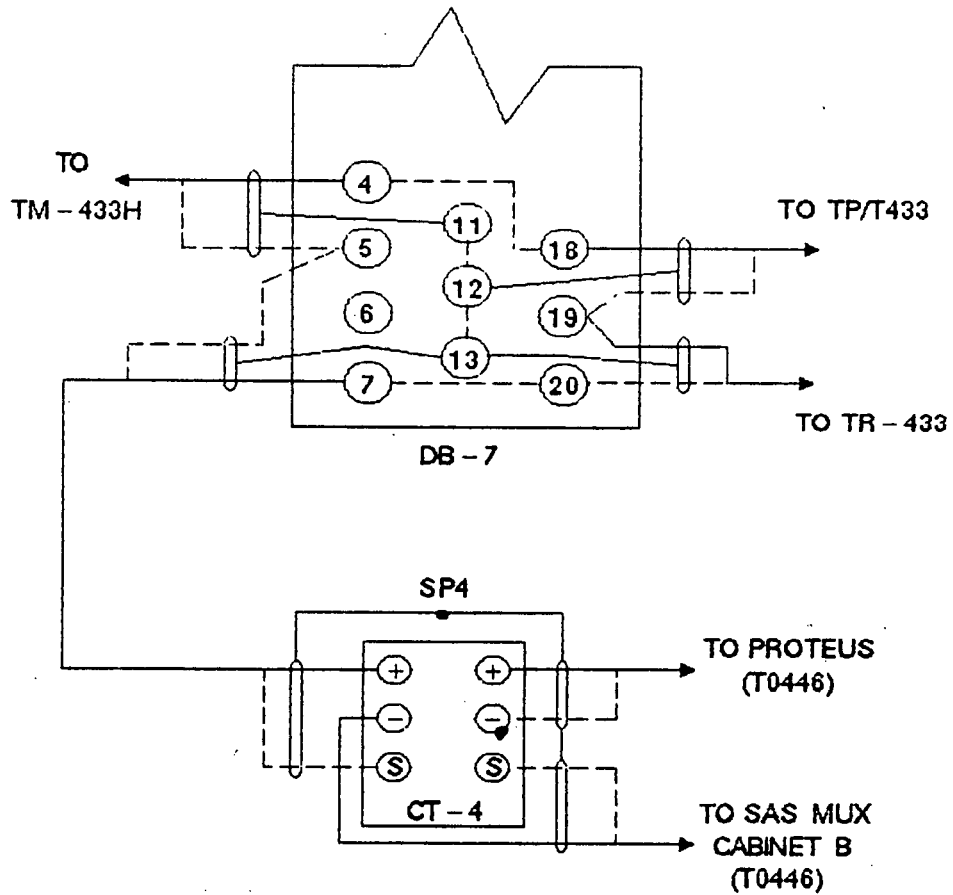 TO
TM – 433H
4
11
5
18
TO TP/T433
12
6
19
13
7
20
TO TR – 433
DB – 7
SP4
+
+
TO PROTEUS
(T0446)
–
–
S
S
CT – 4
TO SAS MUX
CABINET B
(T0446)